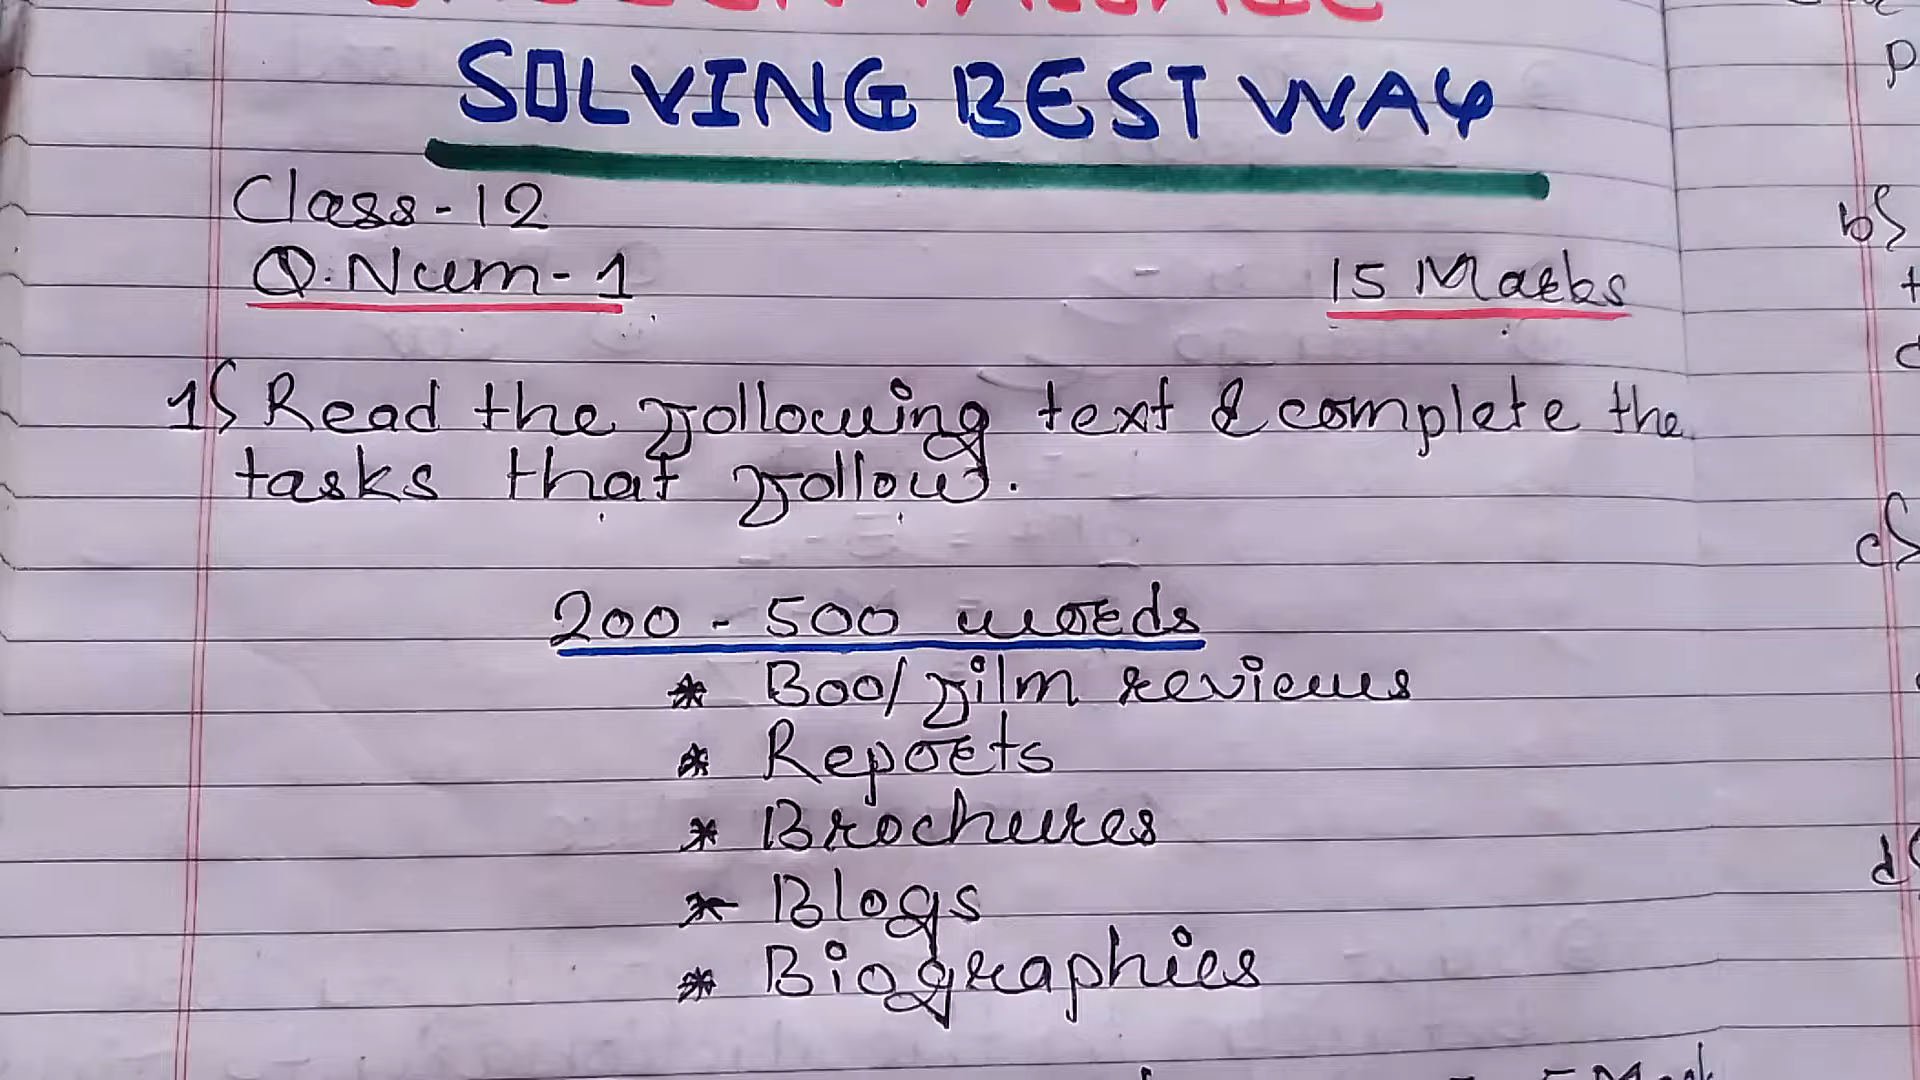 SOLVING BEST WAY
Class-12
Q.Num-1
15 Marks
1) Read the following text & complete the
tasks that follow.
200 - 500 words
* Boo/film reviews
* Reports
* Brochures
* Blogs
* Biographies
b)
c)
d)